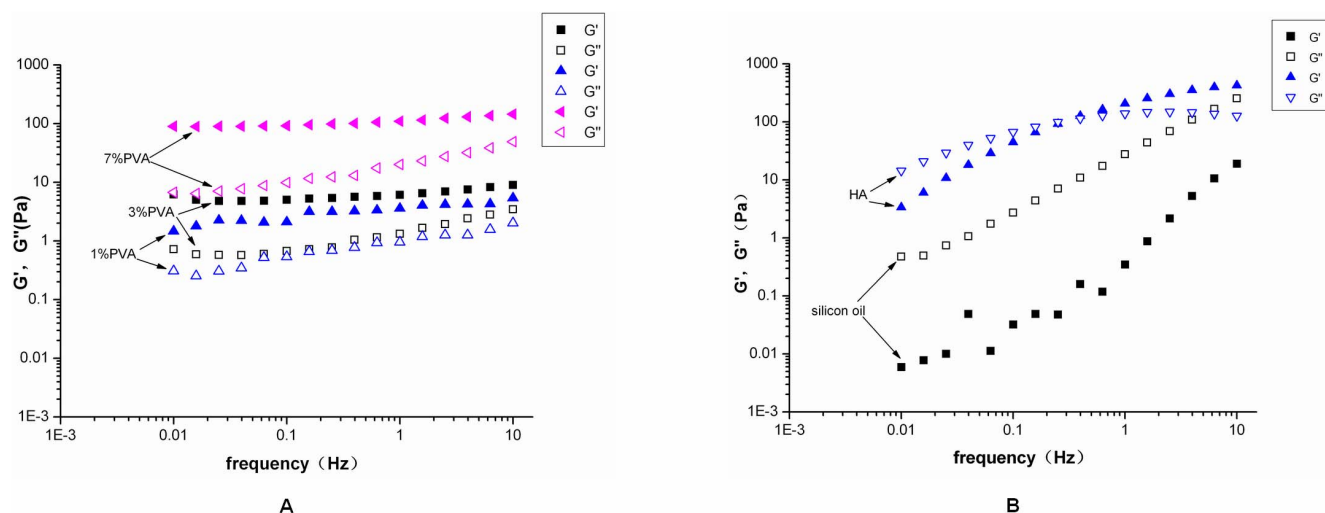 G'
G"
G'
G"
G'
G"
1000
100
10
1
0.1
0.01
1E-3
G', G"(Pa)
7%PVA
3%PVA
1%PVA
1E-3 0.01 0.1 1 10
frequency（Hz）
A
G'
G"
G'
G"
1000
100
10
1
0.1
0.01
1E-3
G', G" (Pa)
HA
silicon oil
1E-3 0.01 0.1 1 10
frequency（Hz）
B